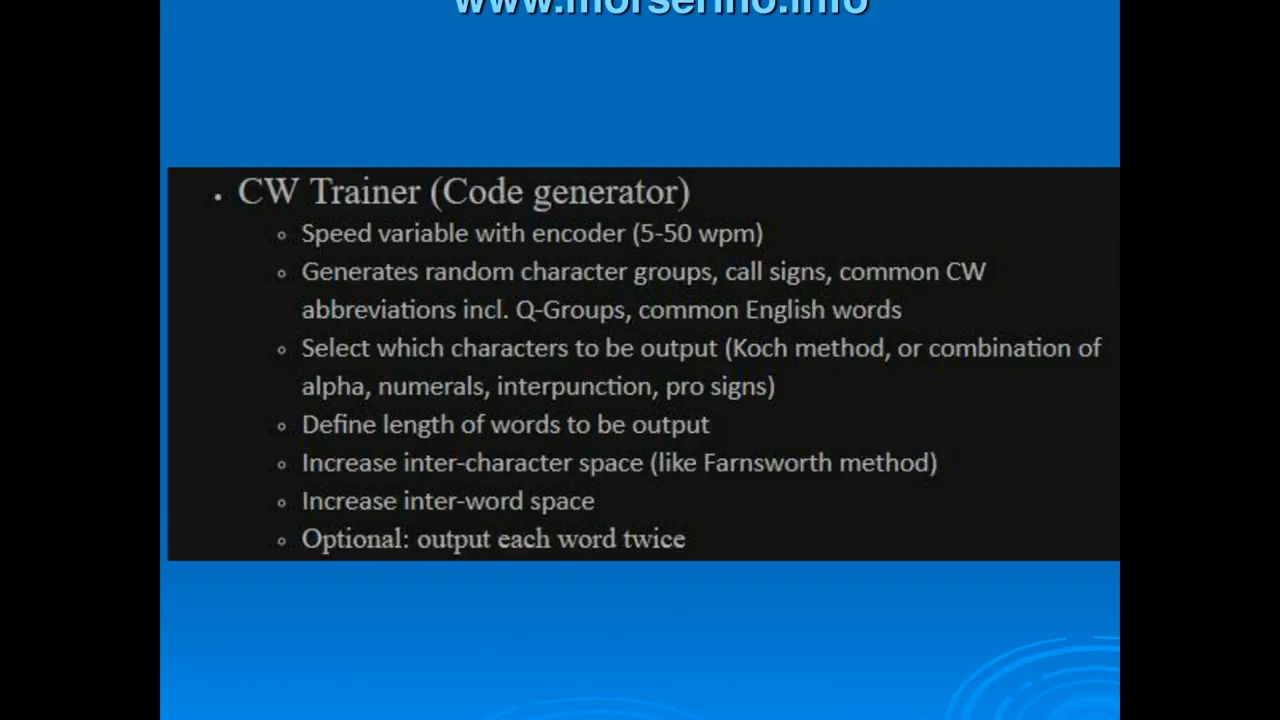 www.morserino.info
• CW Trainer (Code generator)
◦ Speed variable with encoder (5-50 wpm)
◦ Generates random character groups, call signs, common CW
abbreviations incl. Q-Groups, common English words
◦ Select which characters to be output (Koch method, or combination of
alpha, numerals, interpunction, pro signs)
◦ Define length of words to be output
◦ Increase inter-character space (like Farnsworth method)
◦ Increase inter-word space
◦ Optional: output each word twice